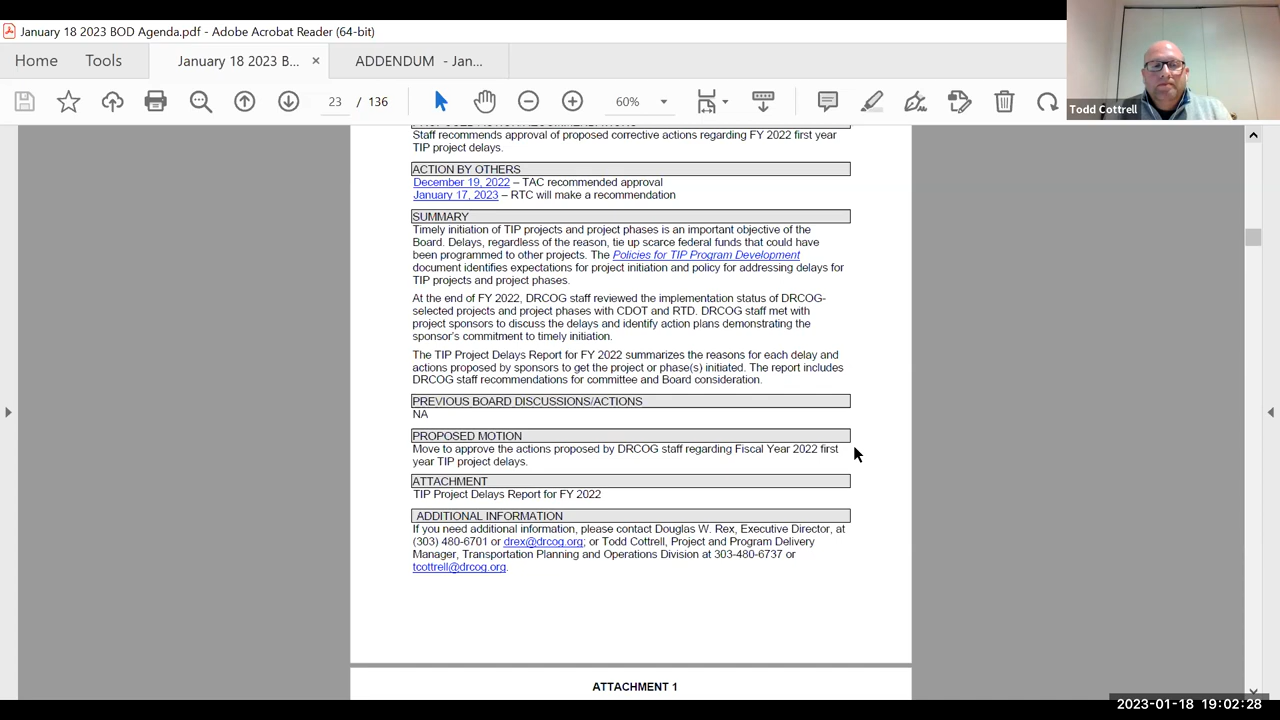 January 18 2023 BOD Agenda.pdf - Adobe Acrobat Reader (64-bit)
Home
Tools
January 18 2023 B...
ADDENDUM - Jan...
23 / 136
60%
Todd Cottrell
Staff recommends approval of proposed corrective actions regarding FY 2022 first year
TIP project delays.
ACTION BY OTHERS
December 19, 2022 – TAC recommended approval
January 17, 2023 – RTC will make a recommendation
SUMMARY
Timely initiation of TIP projects and project phases is an important objective of the
Board. Delays, regardless of the reason, tie up scarce federal funds that could have
been programmed to other projects. The Policies for TIP Program Development
document identifies expectations for project initiation and policy for addressing delays for
TIP projects and project phases.
At the end of FY 2022, DRCOG staff reviewed the implementation status of DRCOG-
selected projects and project phases with CDOT and RTD. DRCOG staff met with
project sponsors to discuss the delays and identify action plans demonstrating the
sponsor's commitment to timely initiation.
The TIP Project Delays Report for FY 2022 summarizes the reasons for each delay and
actions proposed by sponsors to get the project or phase(s) initiated. The report includes
DRCOG staff recommendations for committee and Board consideration.
PREVIOUS BOARD DISCUSSIONS/ACTIONS
NA
PROPOSED MOTION
Move to approve the actions proposed by DRCOG staff regarding Fiscal Year 2022 first
year TIP project delays.
ATTACHMENT
TIP Project Delays Report for FY 2022
ADDITIONAL INFORMATION
If you need additional information, please contact Douglas W. Rex, Executive Director, at
(303) 480-6701 or drex@drcog.org; or Todd Cottrell, Project and Program Delivery
Manager, Transportation Planning and Operations Division at 303-480-6737 or
tcottrell@drcog.org.
ATTACHMENT 1
2023-01-18 19:02:28